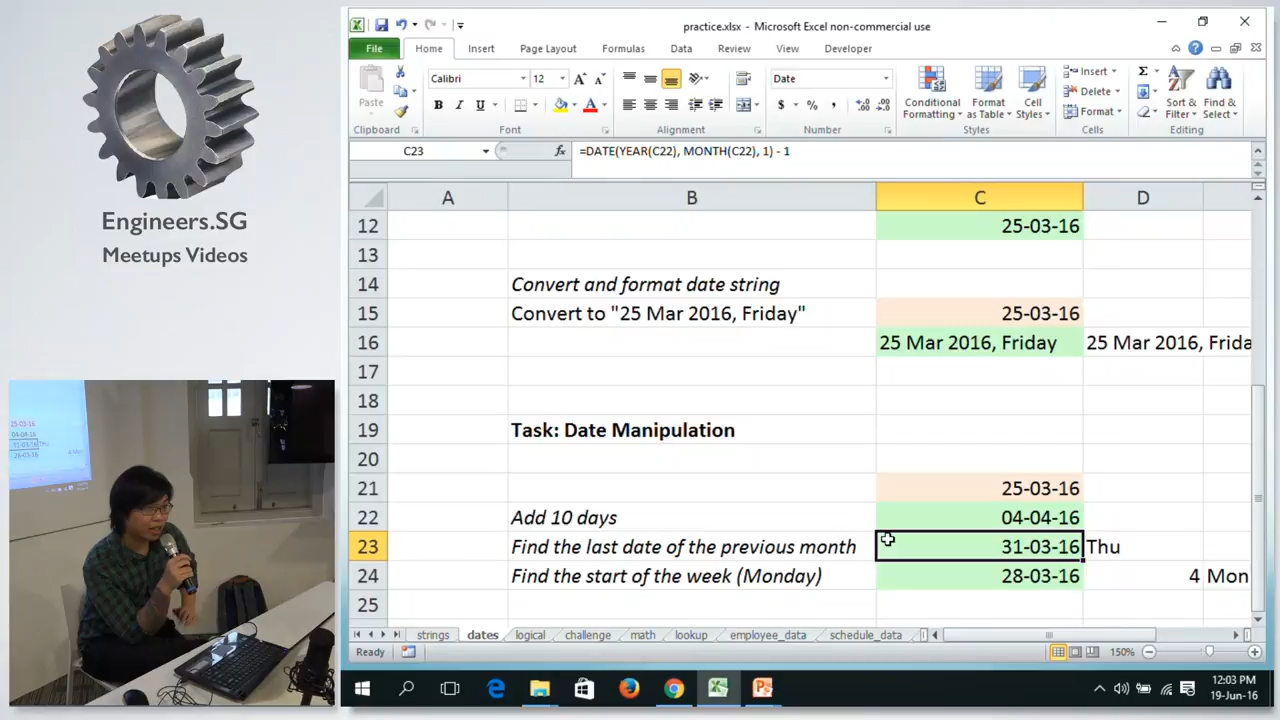 Engineers.SG
Meetups Videos
practice.xlsx - Microsoft Excel non-commercial use
File Home Insert Page Layout Formulas Data Review View Developer
Paste
Clipboard
Calibri 12
Font
Alignment
Date
Number
Conditional Formatting
Format as Table
Cell Styles
Styles
Insert
Delete
Format
Cells
Sort & Filter
Find & Select
Editing
C23 fx =DATE(YEAR(C22), MONTH(C22), 1) - 1
A B C D
12 25-03-16
13
14 Convert and format date string
15 Convert to "25 Mar 2016, Friday" 25-03-16
16 25 Mar 2016, Friday 25 Mar 2016, Frida
17
18
19 Task: Date Manipulation
20
21 25-03-16
22 Add 10 days 04-04-16
23 Find the last date of the previous month 31-03-16 Thu
24 Find the start of the week (Monday) 28-03-16 4 Mon
25
strings dates logical challenge math lookup employee_data schedule_data
Ready 150%
12:03 PM
19-Jun-16